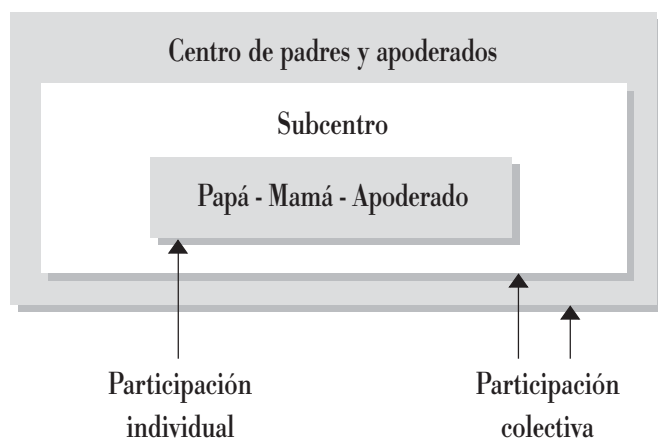 Centro de padres y apoderados
Subcentro
Papá - Mamá - Apoderado
Participación
individual
Participación
colectiva